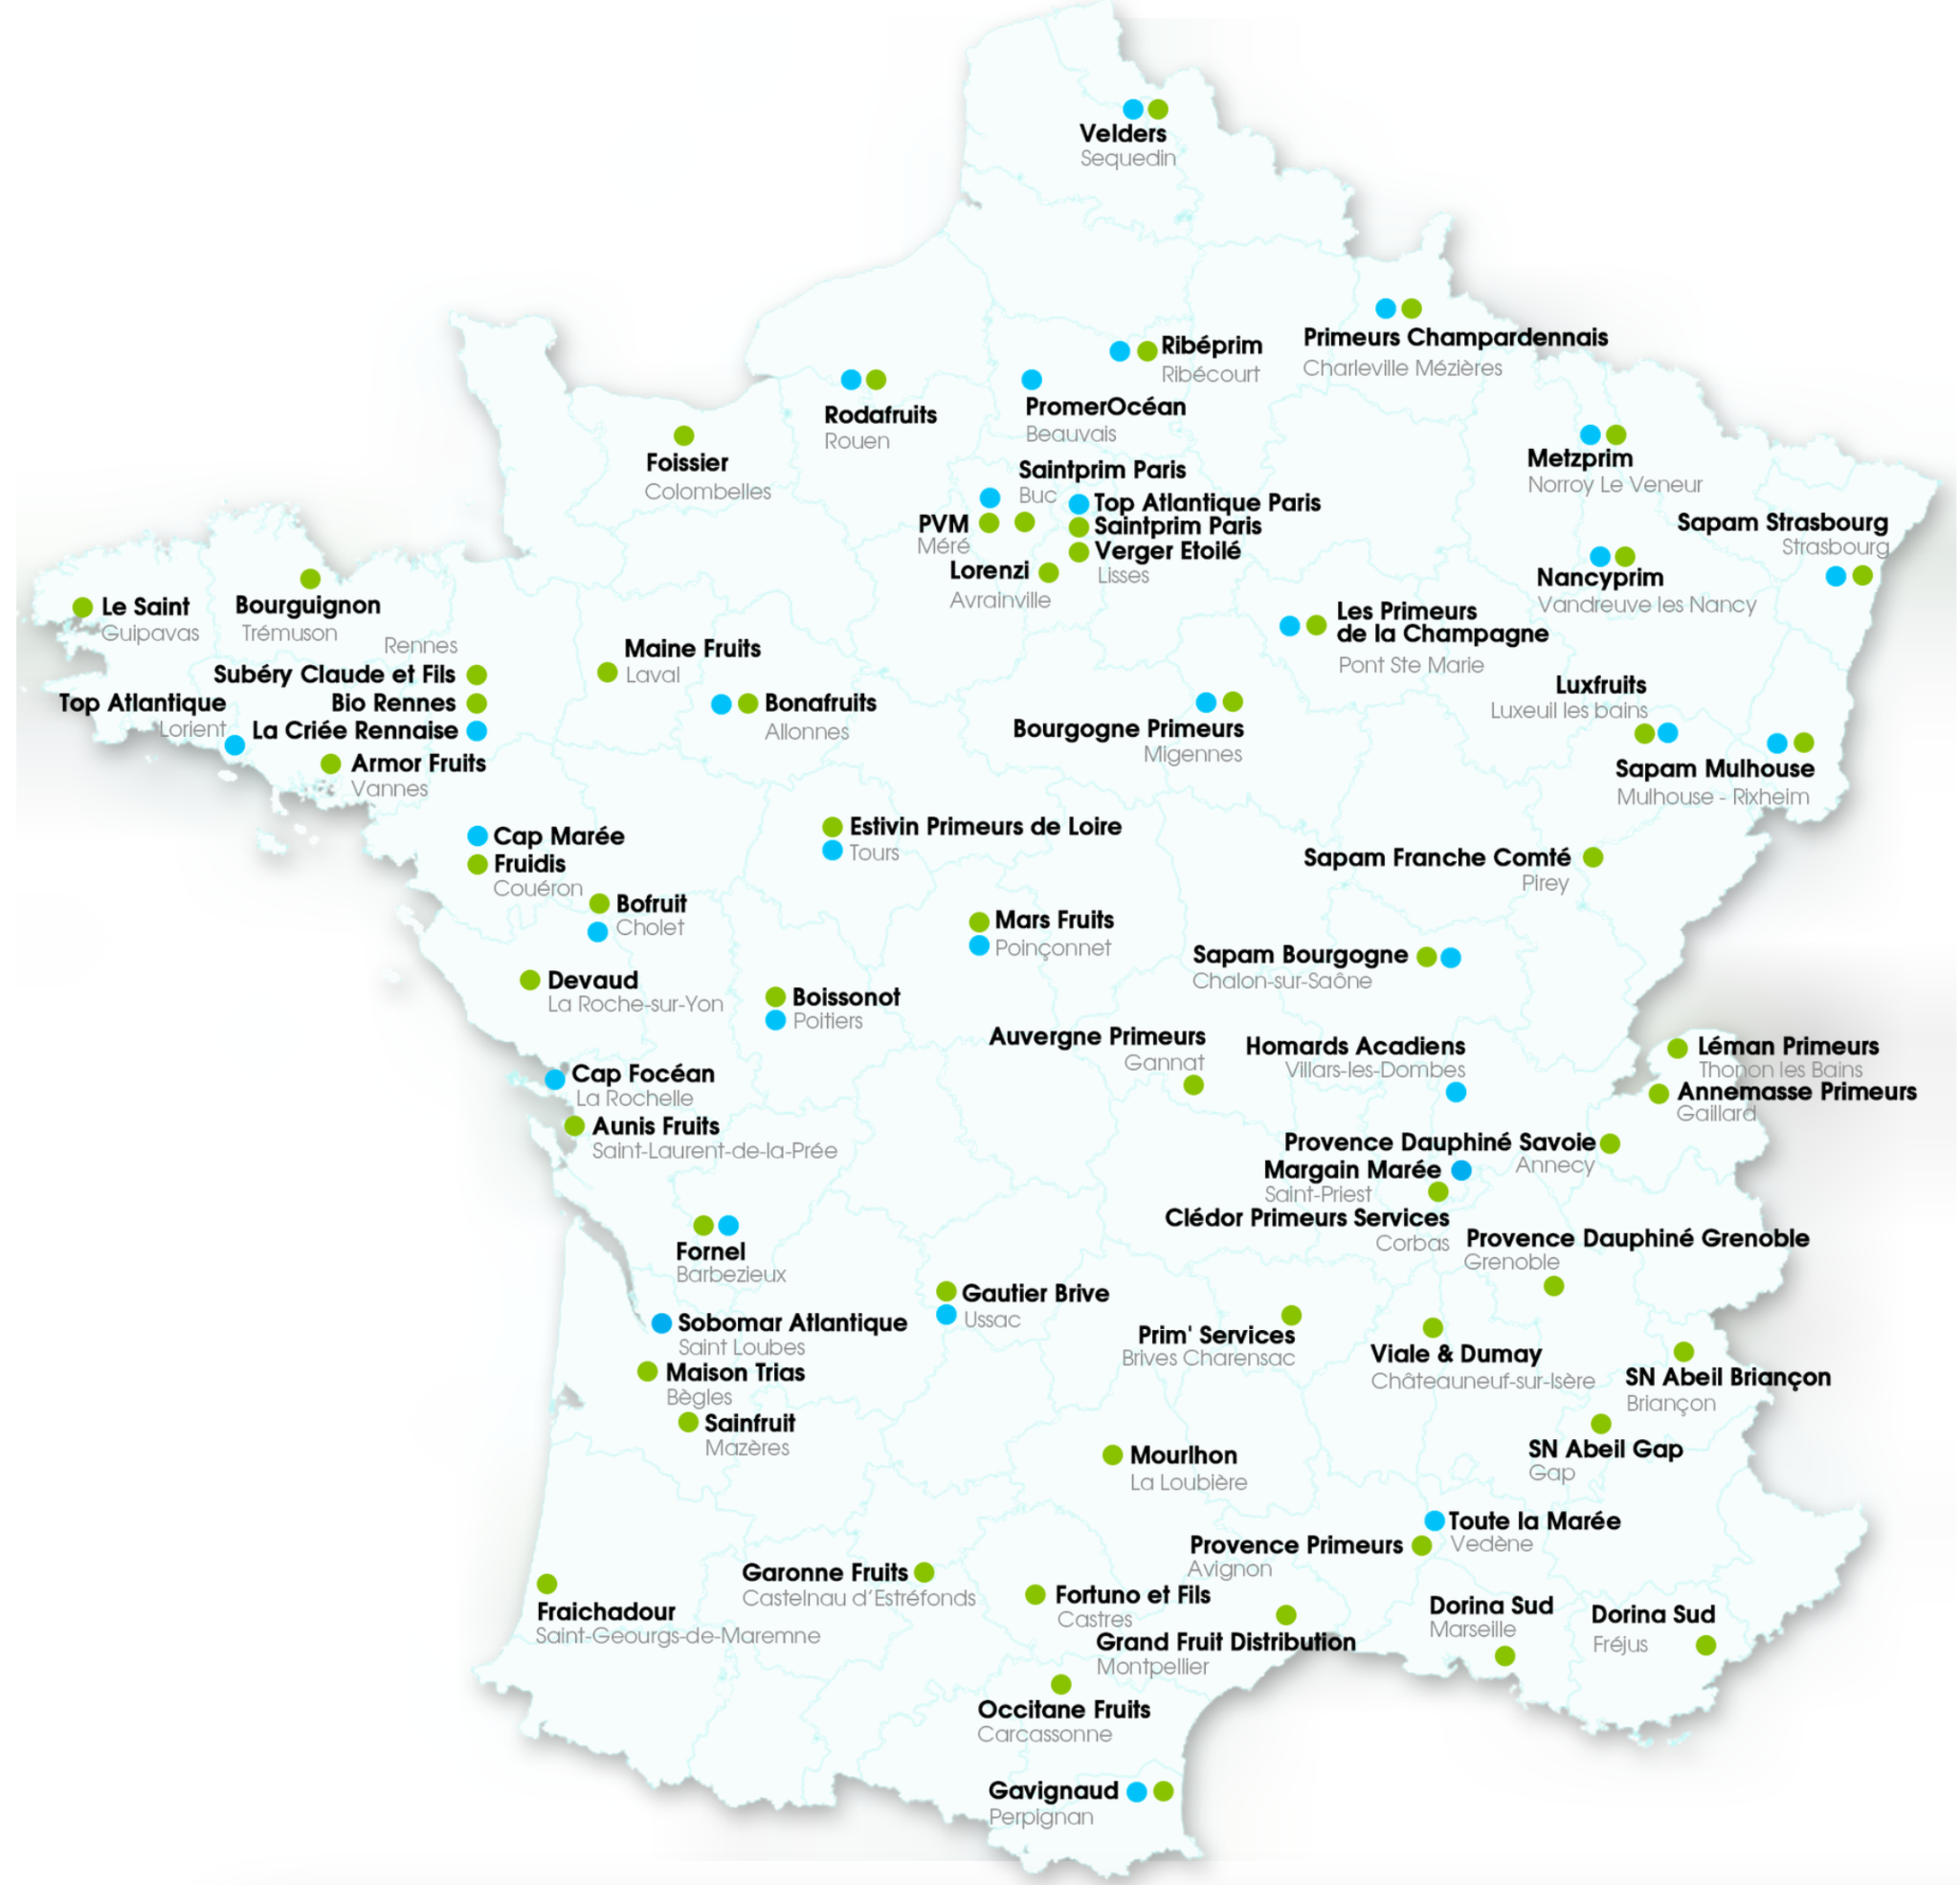 Velders
Sequedin
Primeurs Champardennais
Charleville Mézières
Ribéprim
Ribécourt
Rodafruits
Rouen
PromerOcéan
Beauvais
Foissier
Colombelles
Metzprim
Norroy Le Veneur
Saintprim Paris
Buc
Top Atlantique Paris
PVM
Saintprim Paris
Méré
Verger Etoilé
Lisses
Lorenzi
Avrainville
Sapam Strasbourg
Strasbourg
Nancyprim
Vandreuve les Nancy
Le Saint
Guipavas
Bourguignon
Trémuson
Rennes
Subéry Claude et Fils
Bio Rennes
La Criée Rennaise
Top Atlantique
Lorient
Armor Fruits
Vannes
Maine Fruits
Laval
Bonafruits
Allonnes
Les Primeurs
de la Champagne
Pont Ste Marie
Bourgogne Primeurs
Migennes
Luxfruits
Luxeuil les bains
Sapam Mulhouse
Mulhouse - Rixheim
Cap Marée
Fruidis
Couéron
Estivin Primeurs de Loire
Tours
Sapam Franche Comté
Pirey
Bofruit
Cholet
Mars Fruits
Poinçonnet
Sapam Bourgogne
Chalon-sur-Saône
Devaud
La Roche-sur-Yon
Boissonot
Poitiers
Auvergne Primeurs
Gannat
Homards Acadiens
Villars-les-Dombes
Léman Primeurs
Thonon les Bains
Annemasse Primeurs
Gaillard
Cap Focéan
La Rochelle
Aunis Fruits
Saint-Laurent-de-la-Prée
Provence Dauphiné Savoie
Annecy
Margain Marée
Saint-Priest
Clédor Primeurs Services
Corbas
Provence Dauphiné Grenoble
Grenoble
Fornel
Barbezieux
Gautier Brive
Ussac
Sobomar Atlantique
Saint Loubes
Prim' Services
Brives Charensac
Viale & Dumay
Châteauneuf-sur-Isère
SN Abeil Briançon
Briançon
Maison Trias
Bègles
Sainfruit
Mazères
SN Abeil Gap
Gap
Mourlhon
La Loubière
Toute la Marée
Vedène
Provence Primeurs
Avignon
Garonne Fruits
Castelnau d'Estréfonds
Fortuno et Fils
Castres
Fraichadour
Saint-Geourgs-de-Maremne
Grand Fruit Distribution
Montpellier
Dorina Sud
Marseille
Dorina Sud
Fréjus
Occitane Fruits
Carcassonne
Gavignaud
Perpignan